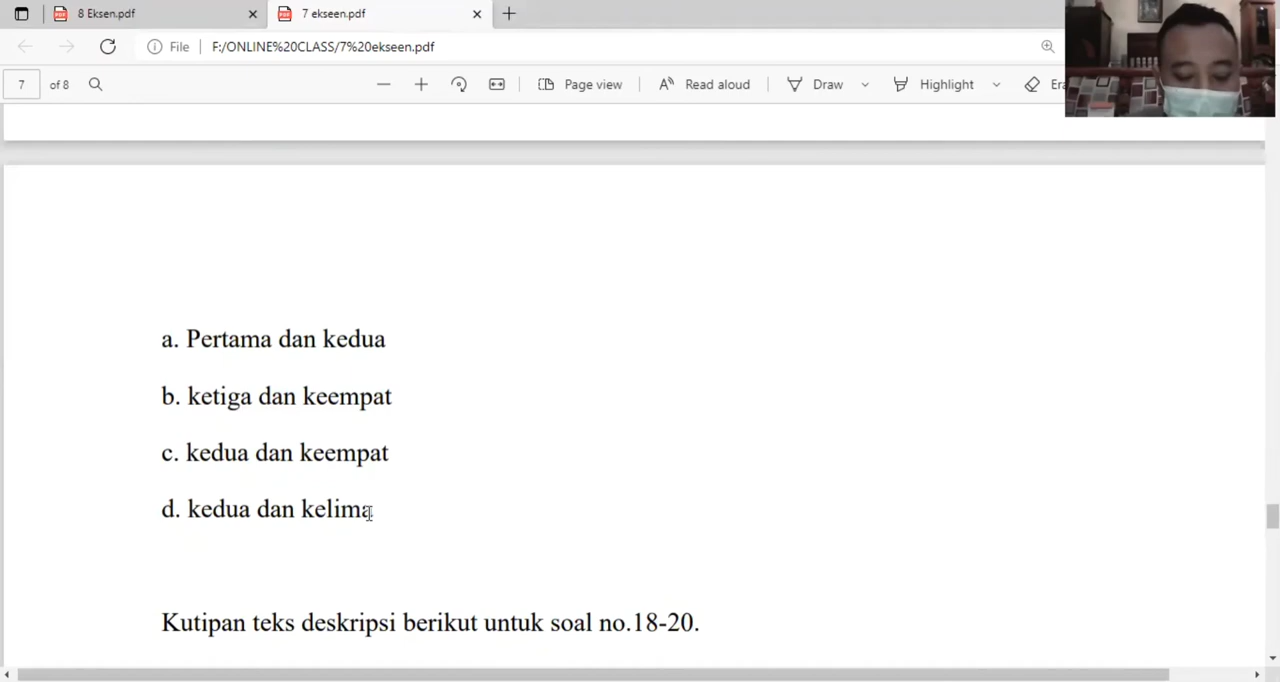 8 Eksen.pdf
7 ekseen.pdf
File
F:/ONLINE%20CLASS/7%20ekseen.pdf
7 of 8
Page view
Read aloud
Draw
Highlight
Era
a. Pertama dan kedua
b. ketiga dan keempat
c. kedua dan keempat
d. kedua dan kelima
Kutipan teks deskripsi berikut untuk soal no.18-20.